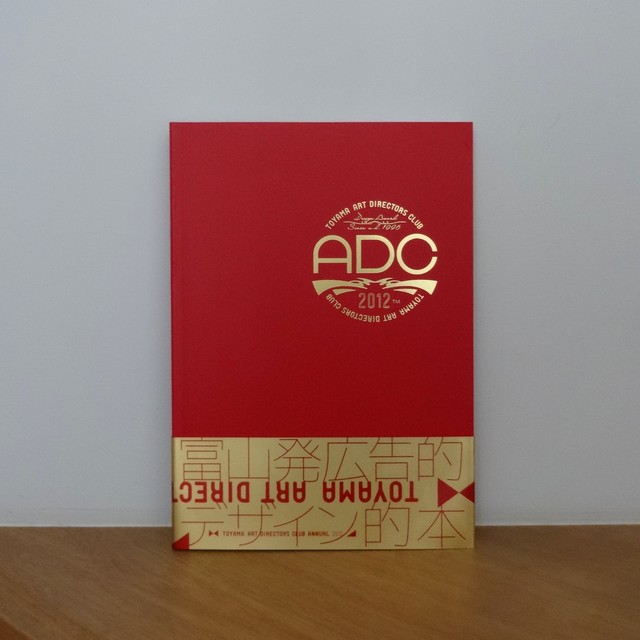 TOYAMA ART DIRECTORS CLUB
ADC
2012™
TOYAMA ART DIRECTORS CLUB
富山発広告的
TOYAMA ART DIRECT
デザイン的本
TOYAMA ART DIRECTORS CLUB ANNUAL